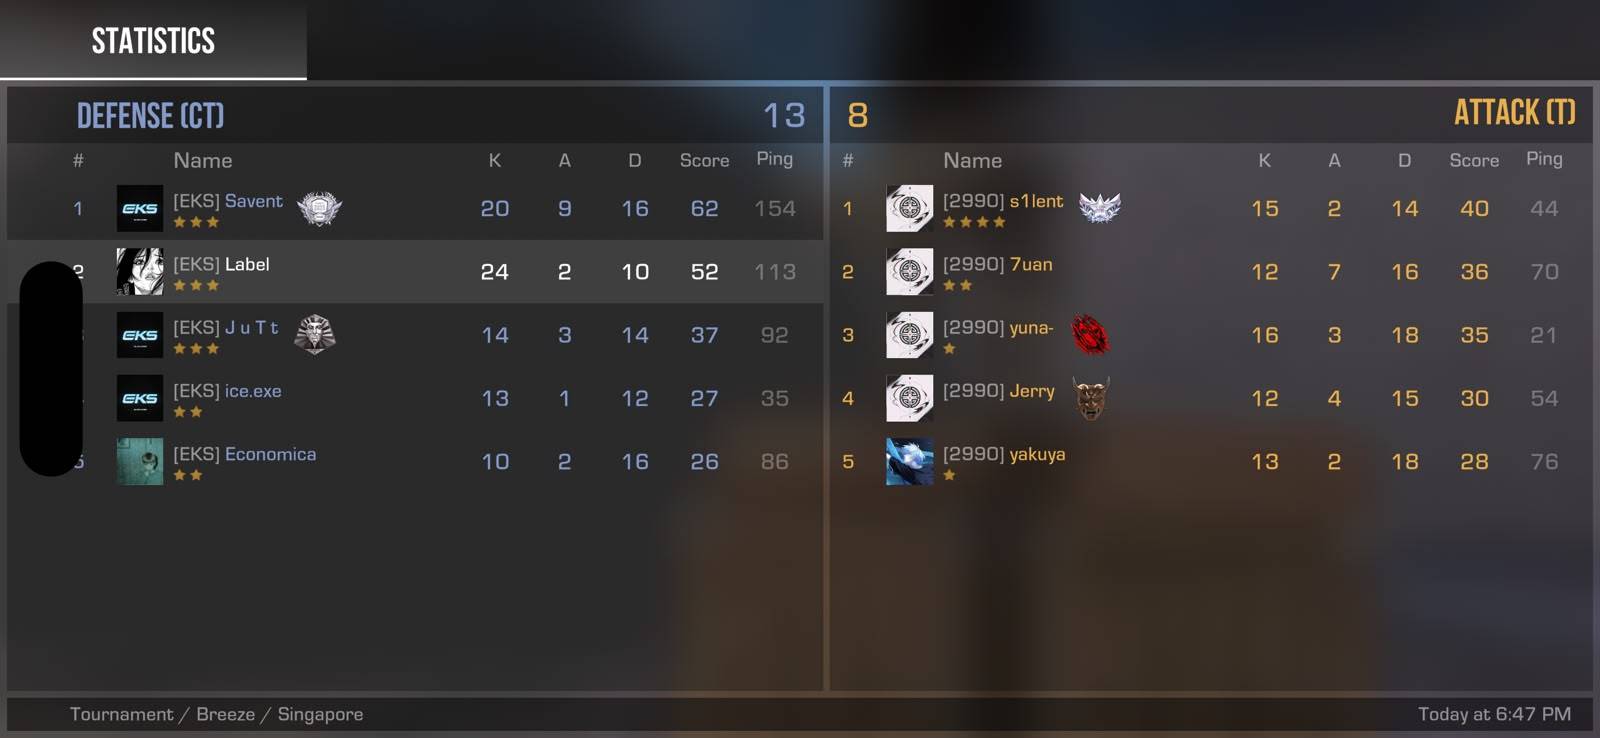 STATISTICS
DEFENSE (CT) 13
# Name K A D Score Ping
1 EKS [EKS] Savent 20 9 16 62 154
2 [EKS] Label 24 2 10 52 113
EKS [EKS] J u T t 14 3 14 37 92
EKS [EKS] ice.exe 13 1 12 27 35
5 [EKS] Economica 10 2 16 26 86
8 ATTACK (T)
# Name K A D Score Ping
1 [2990] s1lent 15 2 14 40 44
2 [2990] 7uan 12 7 16 36 70
3 [2990] yuna- 16 3 18 35 21
4 [2990] Jerry 12 4 15 30 54
5 [2990] yakuya 13 2 18 28 76
Tournament / Breeze / Singapore
Today at 6:47 PM